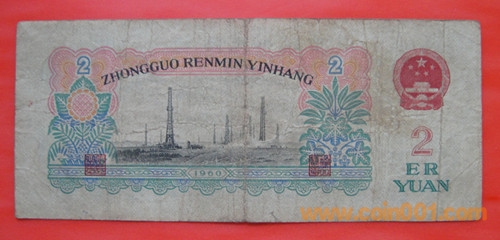 ZHONGGUO RENMIN YINHANG
2
2
2
ER
YUAN
1960
www.coin001.com